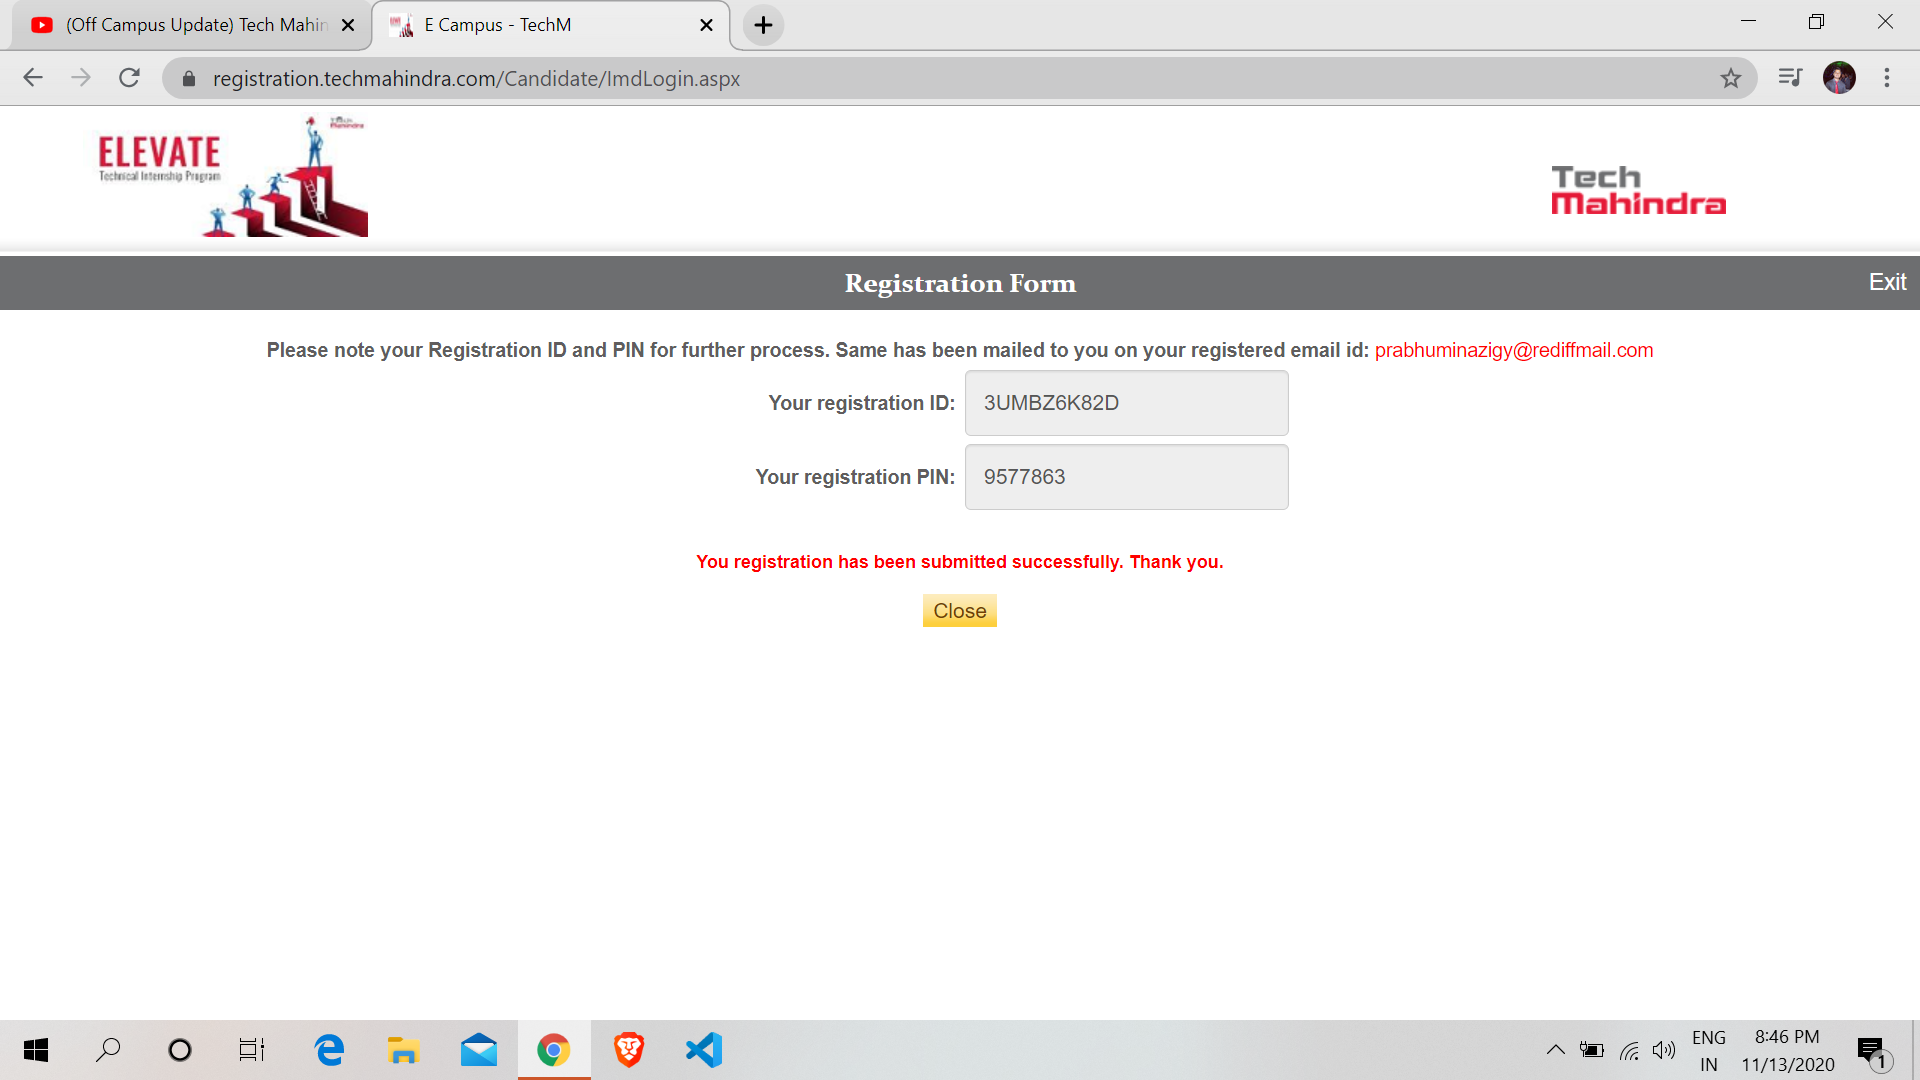 (Off Campus Update) Tech Mahin
E Campus - TechM
registration.techmahindra.com/Candidate/ImdLogin.aspx
ELEVATE
Technical Internship Program
Tech Mahindra
Tech
Mahindra
Registration Form
Exit
Please note your Registration ID and PIN for further process. Same has been mailed to you on your registered email id: prabhuminazigy@rediffmail.com
Your registration ID: 3UMBZ6K82D
Your registration PIN: 9577863
You registration has been submitted successfully. Thank you.
Close
ENG 8:46 PM
IN 11/13/2020
1